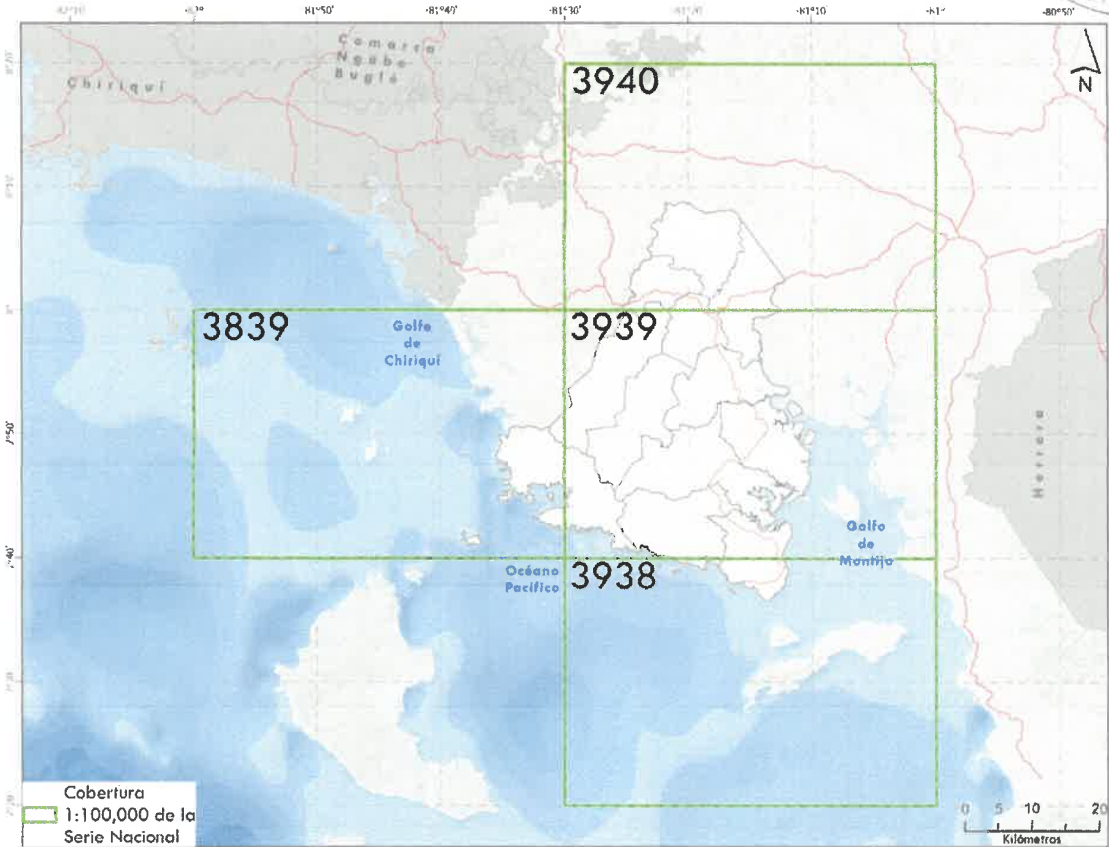 -81°50'
-81°40'
-81°30'
-80°50'
Comarca
Ngäbe
Buglé
Chiriquí
3940
N
3839
3939
Golfo
de
Chiriquí
Herrera
Golfo
de
Montijo
Océano
Pacífico
3938
Cobertura
1:100,000 de la
Serie Nacional
0 5 10 20
Kilómetros